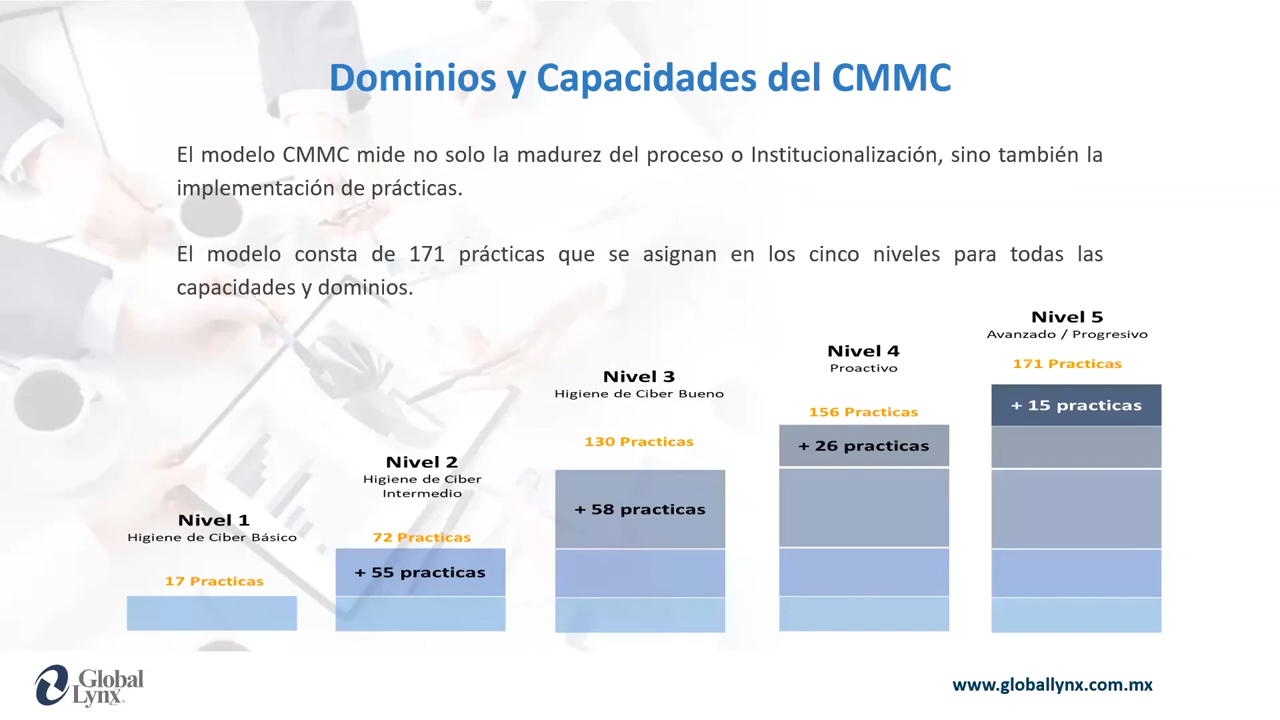 Dominios y Capacidades del CMMC
El modelo CMMC mide no solo la madurez del proceso o Institucionalización, sino también la
implementación de prácticas.
El modelo consta de 171 prácticas que se asignan en los cinco niveles para todas las
capacidades y dominios.
Nivel 1
Higiene de Ciber Básico
17 Practicas
Nivel 2
Higiene de Ciber
Intermedio
72 Practicas
+ 55 practicas
Nivel 3
Higiene de Ciber Bueno
130 Practicas
+ 58 practicas
Nivel 4
Proactivo
156 Practicas
+ 26 practicas
Nivel 5
Avanzado / Progresivo
171 Practicas
+ 15 practicas
Global
Lynx
www.globallynx.com.mx